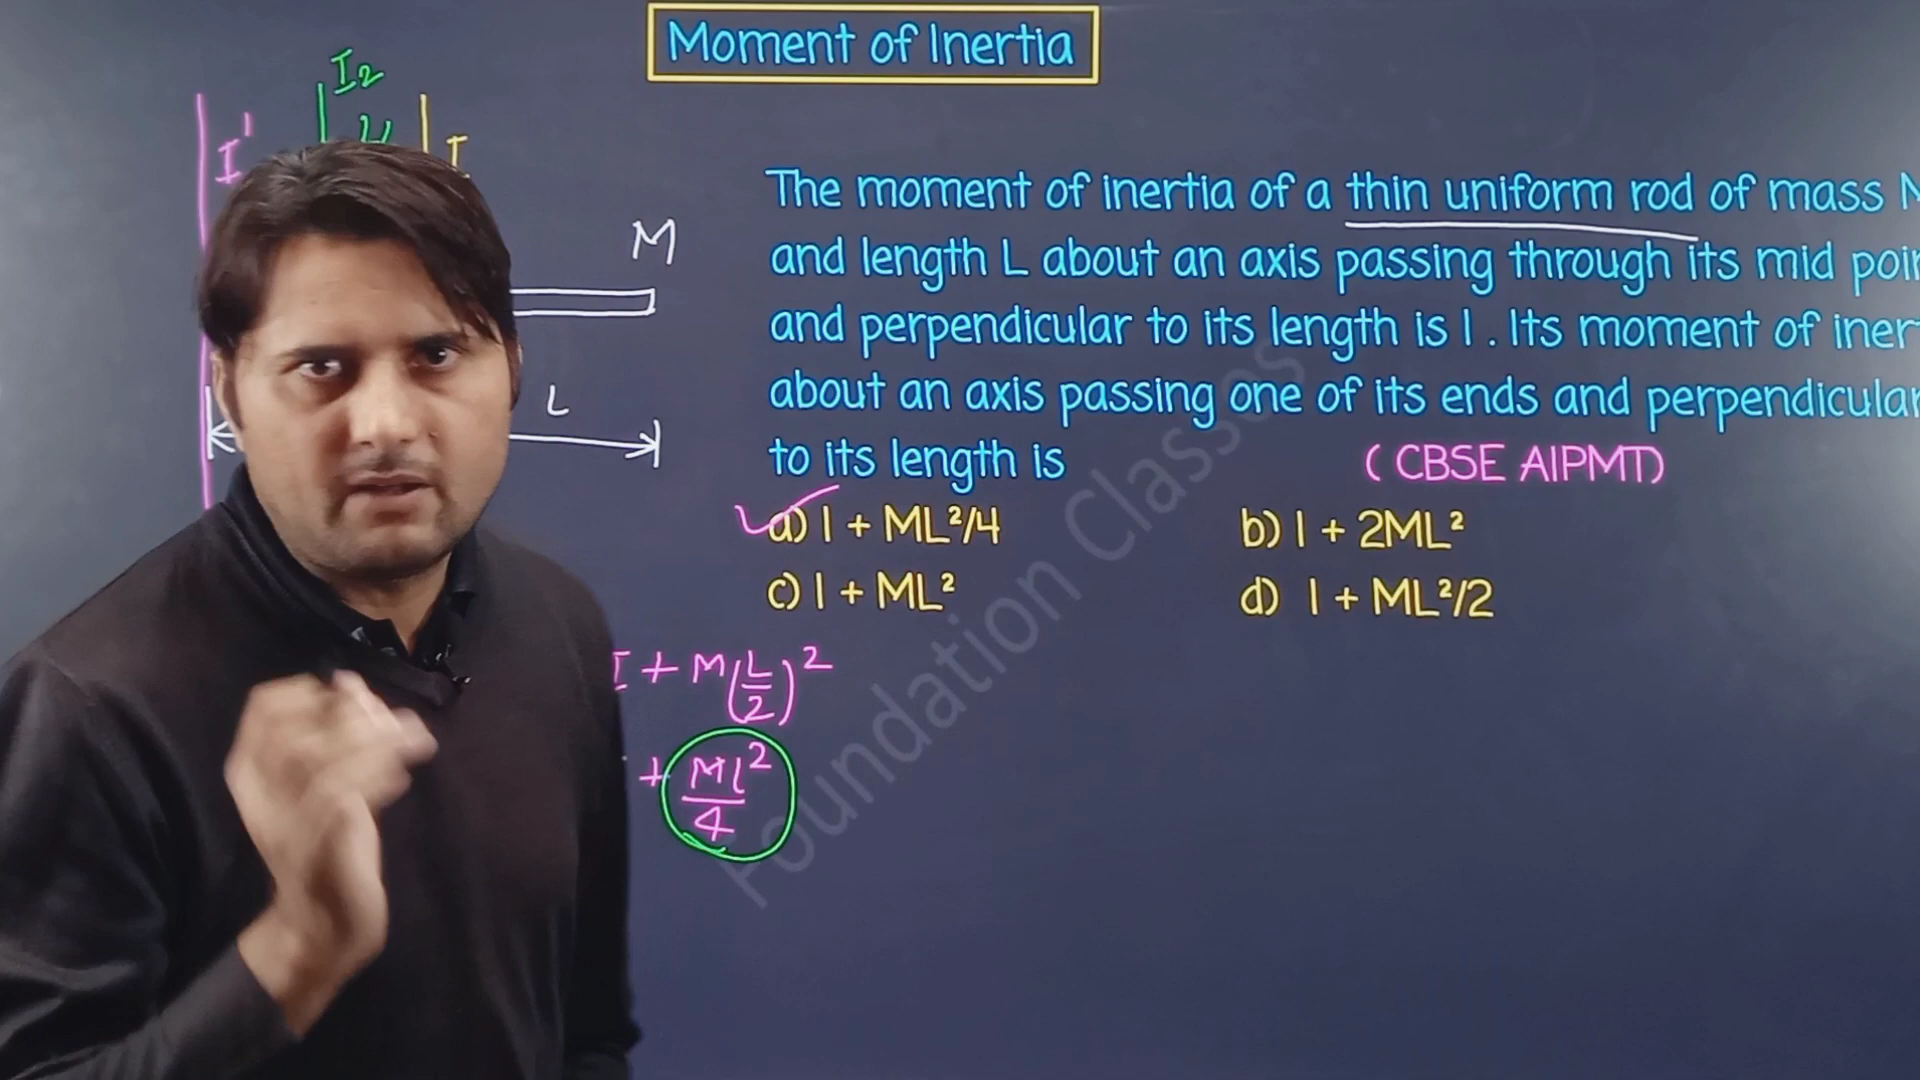 Moment of Inertia
I2
I'
I
M
L
The moment of inertia of a thin uniform rod of mass M
and length L about an axis passing through its mid poin
and perpendicular to its length is I . Its moment of iner
about an axis passing one of its ends and perpendicular
to its length is
( CBSE AIPMT)
a) I + ML²/4
b) I + 2ML²
c) I + ML²
d) I + ML²/2
I + M(L/2)²
+ ML²/4
Foundation Classes